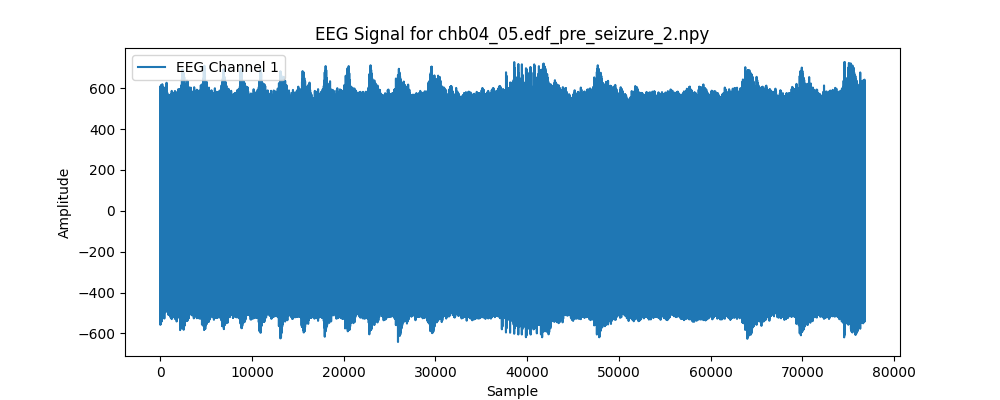 EEG Signal for chb04_05.edf_pre_seizure_2.npy
EEG Channel 1
600
400
200
0
−200
−400
−600
Amplitude
0 10000 20000 30000 40000 50000 60000 70000 80000
Sample